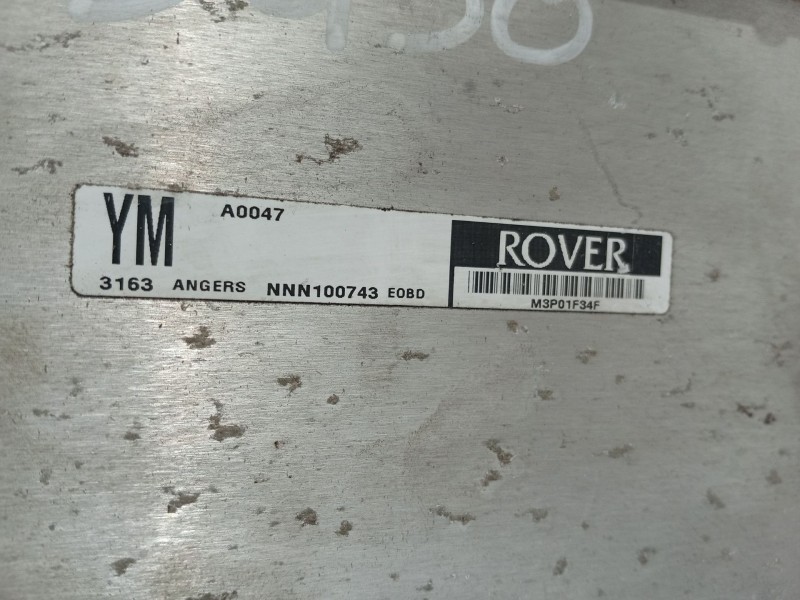 YM A0047
3163 ANGERS NNN100743 EOBD
ROVER
M3P01F34F